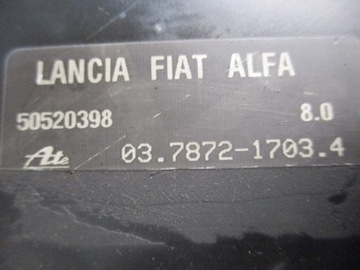 LANCIA FIAT ALFA
50520398 8.0
Ate 03.7872-1703.4